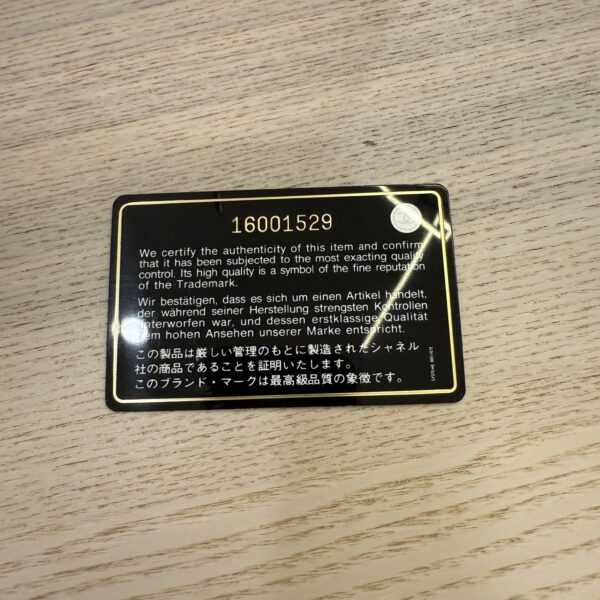 16001529
We certify the authenticity of this item and confirm
that it has been subjected to the most exacting quality
control. Its high quality is a symbol of the fine reputation
of the Trademark.
Wir bestätigen, dass es sich um einen Artikel handelt,
der während seiner Herstellung strengsten Kontrollen
unterworfen war, und dessen erstklassige Qualität
dem hohen Ansehen unserer Marke entspricht.
この製品は厳しい管理のもとに製造されたシャネル
社の商品であることを証明いたします。
このブランド・マークは最高級品質の象徴です。